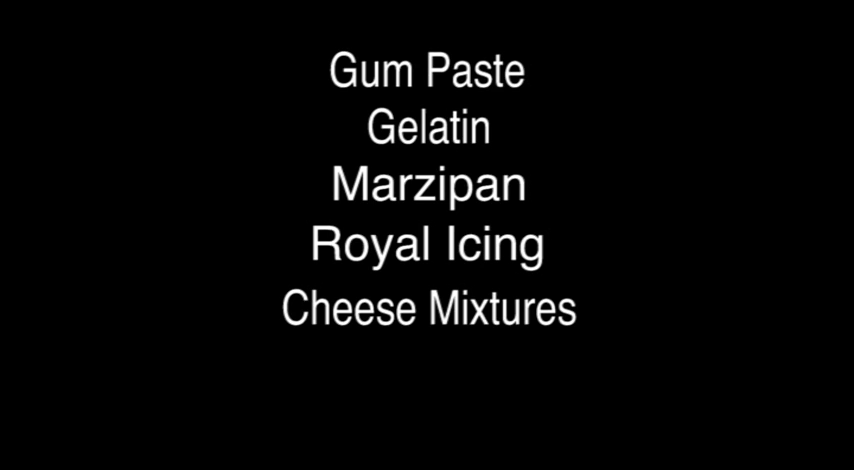 Gum Paste
Gelatin
Marzipan
Royal Icing
Cheese Mixtures